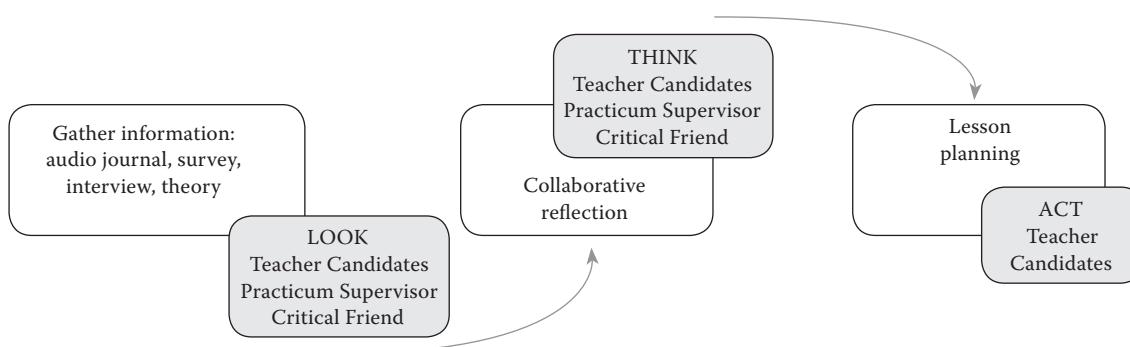 Gather information:
audio journal, survey,
interview, theory
LOOK
Teacher Candidates
Practicum Supervisor
Critical Friend
THINK
Teacher Candidates
Practicum Supervisor
Critical Friend
Collaborative
reflection
Lesson
planning
ACT
Teacher
Candidates